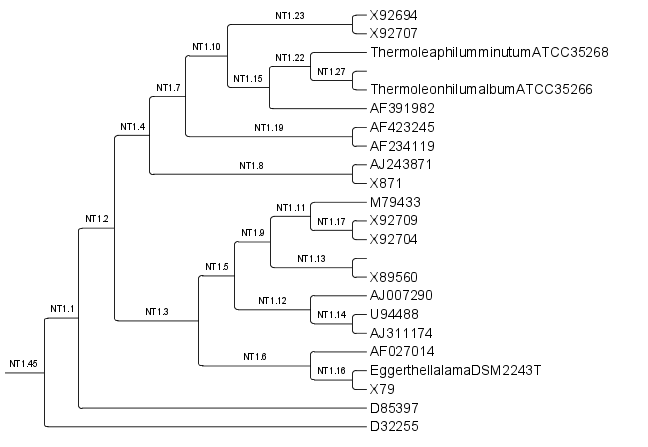 X92694
NT1.23
X92707
NT1.10
ThermoleaphilumminutumATCC35268
NT1.22
NT1.27
NT1.15
NT1.7
ThermoleonhilumalbumATCC35266
AF391982
NT1.4
NT1.19
AF423245
AF234119
AJ243871
NT1.8
X871
M79433
NT1.11
NT1.2
X92709
NT1.17
NT1.9
X92704
NT1.13
NT1.5
X89560
AJ007290
NT1.12
NT1.1
NT1.3
U94488
NT1.14
AJ311174
AF027014
NT1.6
NT1.45
EggerthellalamaDSM2243T
NT1.16
X79
D85397
D32255